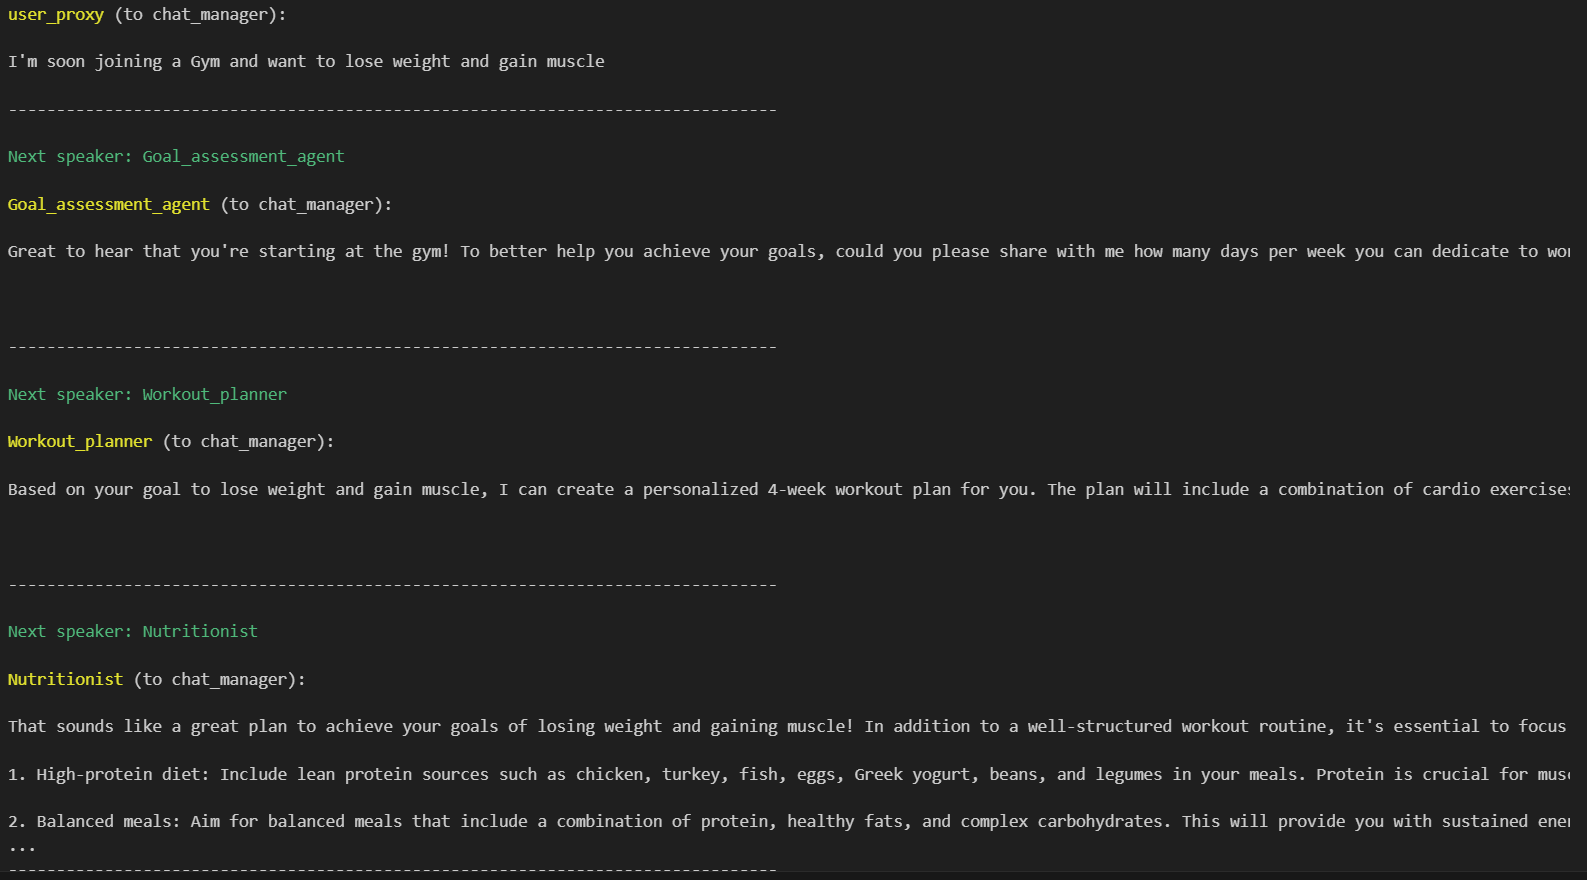 user_proxy (to chat_manager):
I'm soon joining a Gym and want to lose weight and gain muscle
--------------------------------------------------------------------------------
Next speaker: Goal_assessment_agent
Goal_assessment_agent (to chat_manager):
Great to hear that you're starting at the gym! To better help you achieve your goals, could you please share with me how many days per week you can dedicate to
--------------------------------------------------------------------------------
Next speaker: Workout_planner
Workout_planner (to chat_manager):
Based on your goal to lose weight and gain muscle, I can create a personalized 4-week workout plan for you. The plan will include a combination of cardio exercises
--------------------------------------------------------------------------------
Next speaker: Nutritionist
Nutritionist (to chat_manager):
That sounds like a great plan to achieve your goals of losing weight and gaining muscle! In addition to a well-structured workout routine, it's essential to focus
1. High-protein diet: Include lean protein sources such as chicken, turkey, fish, eggs, Greek yogurt, beans, and legumes in your meals. Protein is crucial for
2. Balanced meals: Aim for balanced meals that include a combination of protein, healthy fats, and complex carbohydrates. This will provide you with sustained
...
--------------------------------------------------------------------------------